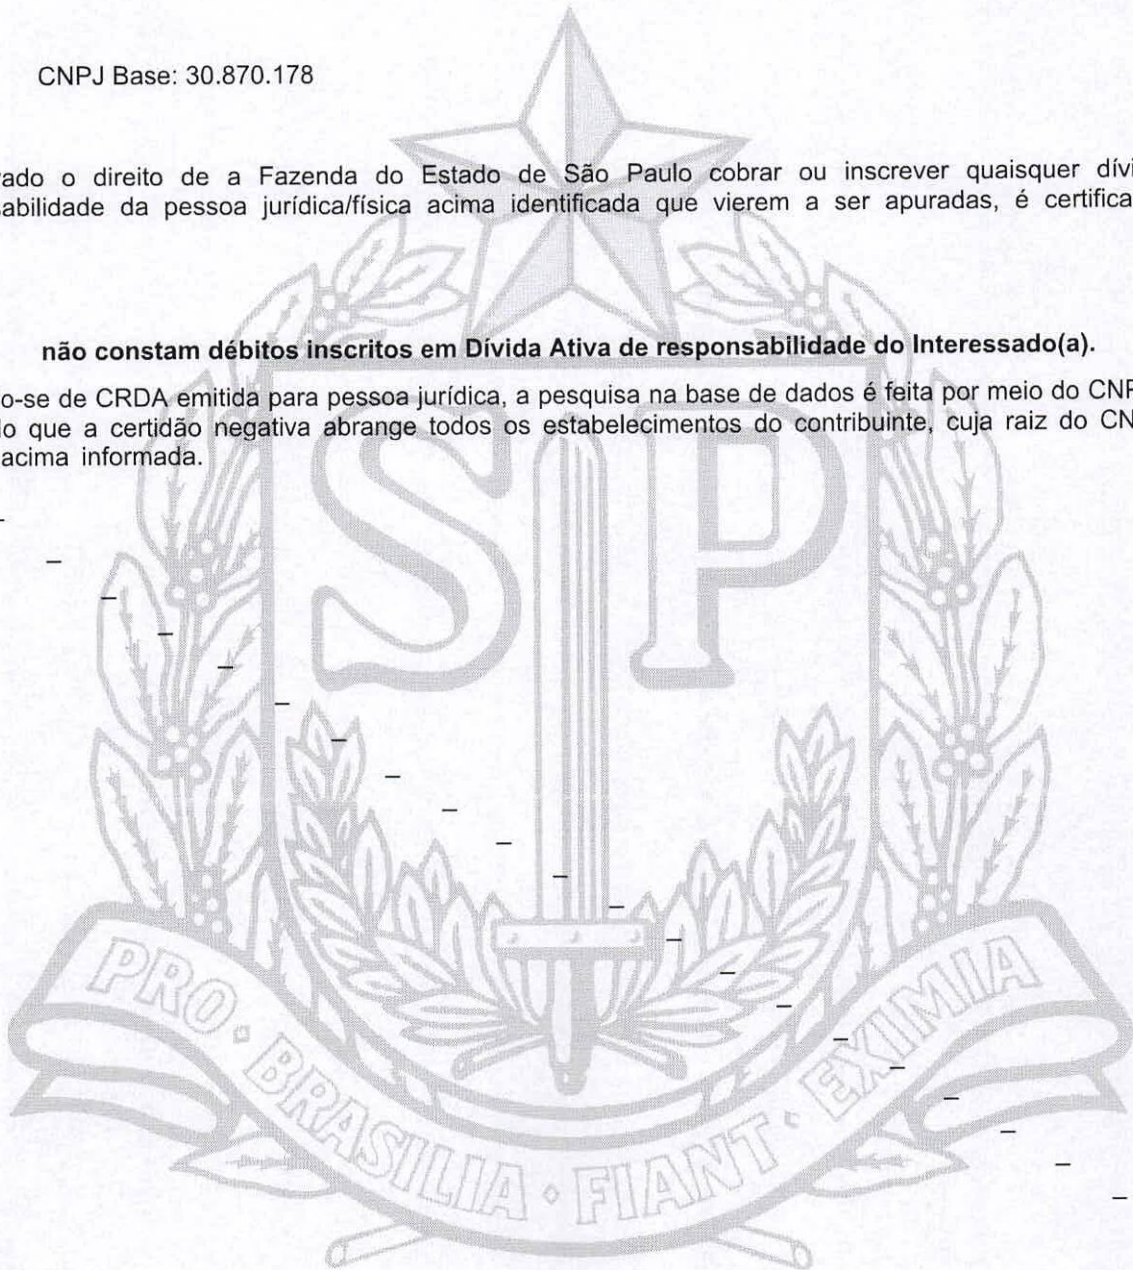 CNPJ Base: 30.870.178
ado o direito de a Fazenda do Estado de São Paulo cobrar ou inscrever quaisquer dívi
abilidade da pessoa jurídica/física acima identificada que vierem a ser apuradas, é certifica
não constam débitos inscritos em Dívida Ativa de responsabilidade do Interessado(a).
o-se de CRDA emitida para pessoa jurídica, a pesquisa na base de dados é feita por meio do CNP
o que a certidão negativa abrange todos os estabelecimentos do contribuinte, cuja raiz do CN
acima informada.
SP
PRO · BRASILIA · FIANT · EXIMIA